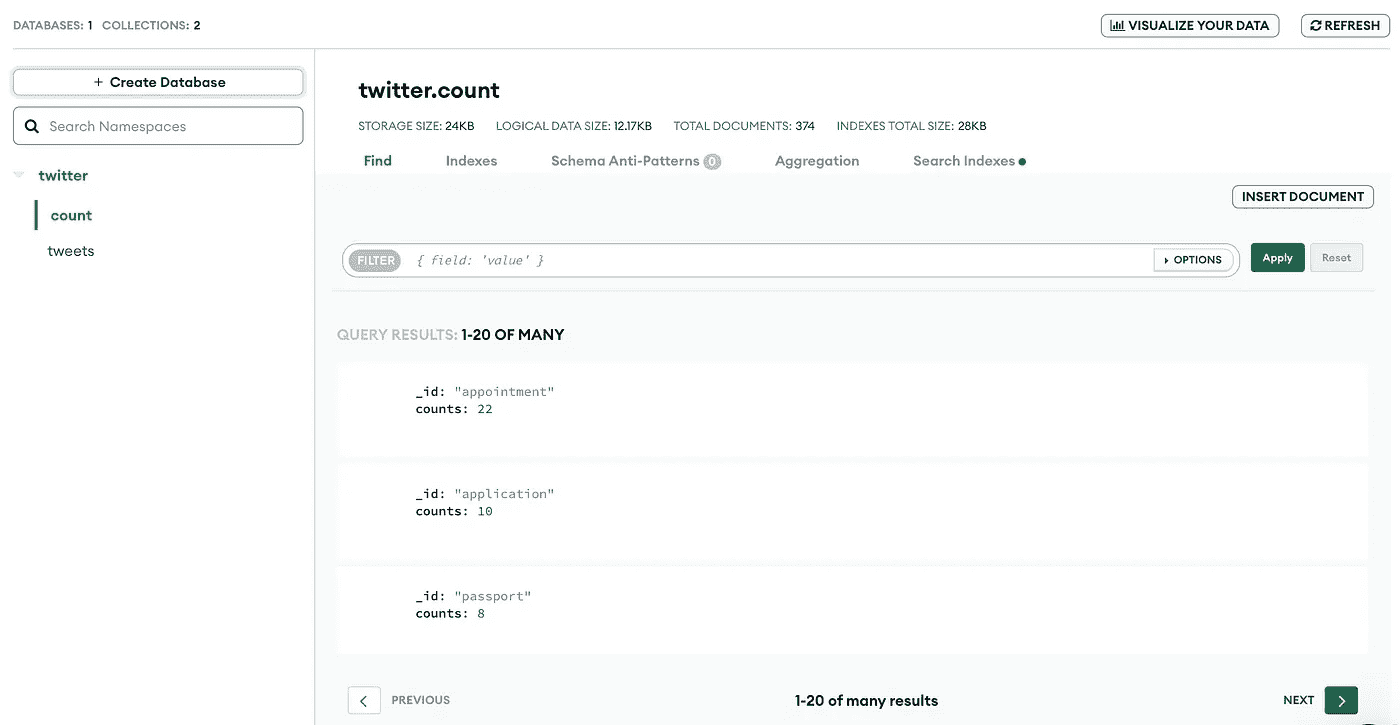 DATABASES: 1 COLLECTIONS: 2
VISUALIZE YOUR DATA
REFRESH
+ Create Database
Search Namespaces
twitter
count
tweets
twitter.count
STORAGE SIZE: 24KB LOGICAL DATA SIZE: 12.17KB TOTAL DOCUMENTS: 374 INDEXES TOTAL SIZE: 28KB
Find Indexes Schema Anti-Patterns 0 Aggregation Search Indexes
INSERT DOCUMENT
FILTER { field: 'value' } OPTIONS Apply Reset
QUERY RESULTS: 1-20 OF MANY
_id: "appointment"
counts: 22
_id: "application"
counts: 10
_id: "passport"
counts: 8
PREVIOUS 1-20 of many results NEXT